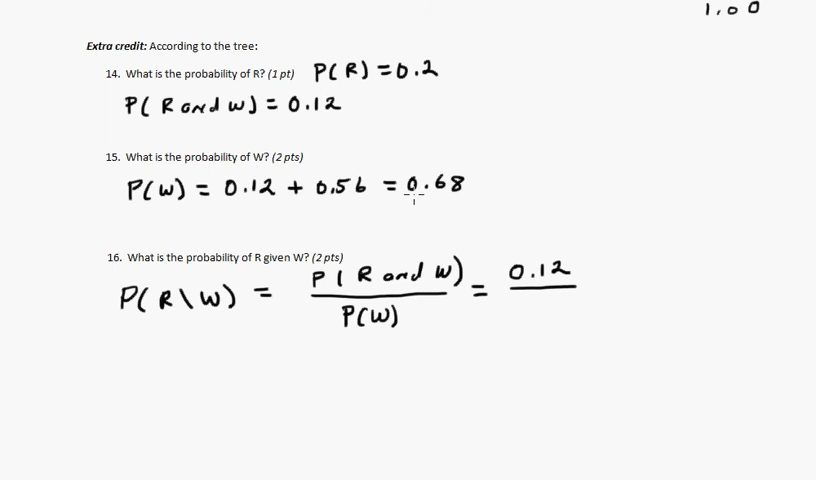 1.00
Extra credit: According to the tree:
14. What is the probability of R? (1 pt) P(R) = 0.2
P( R and W) = 0.12
15. What is the probability of W? (2 pts)
P(W) = 0.12 + 0.56 = 0.68
16. What is the probability of R given W? (2 pts)
P(R\W) = P( R and W) / P(W) = 0.12